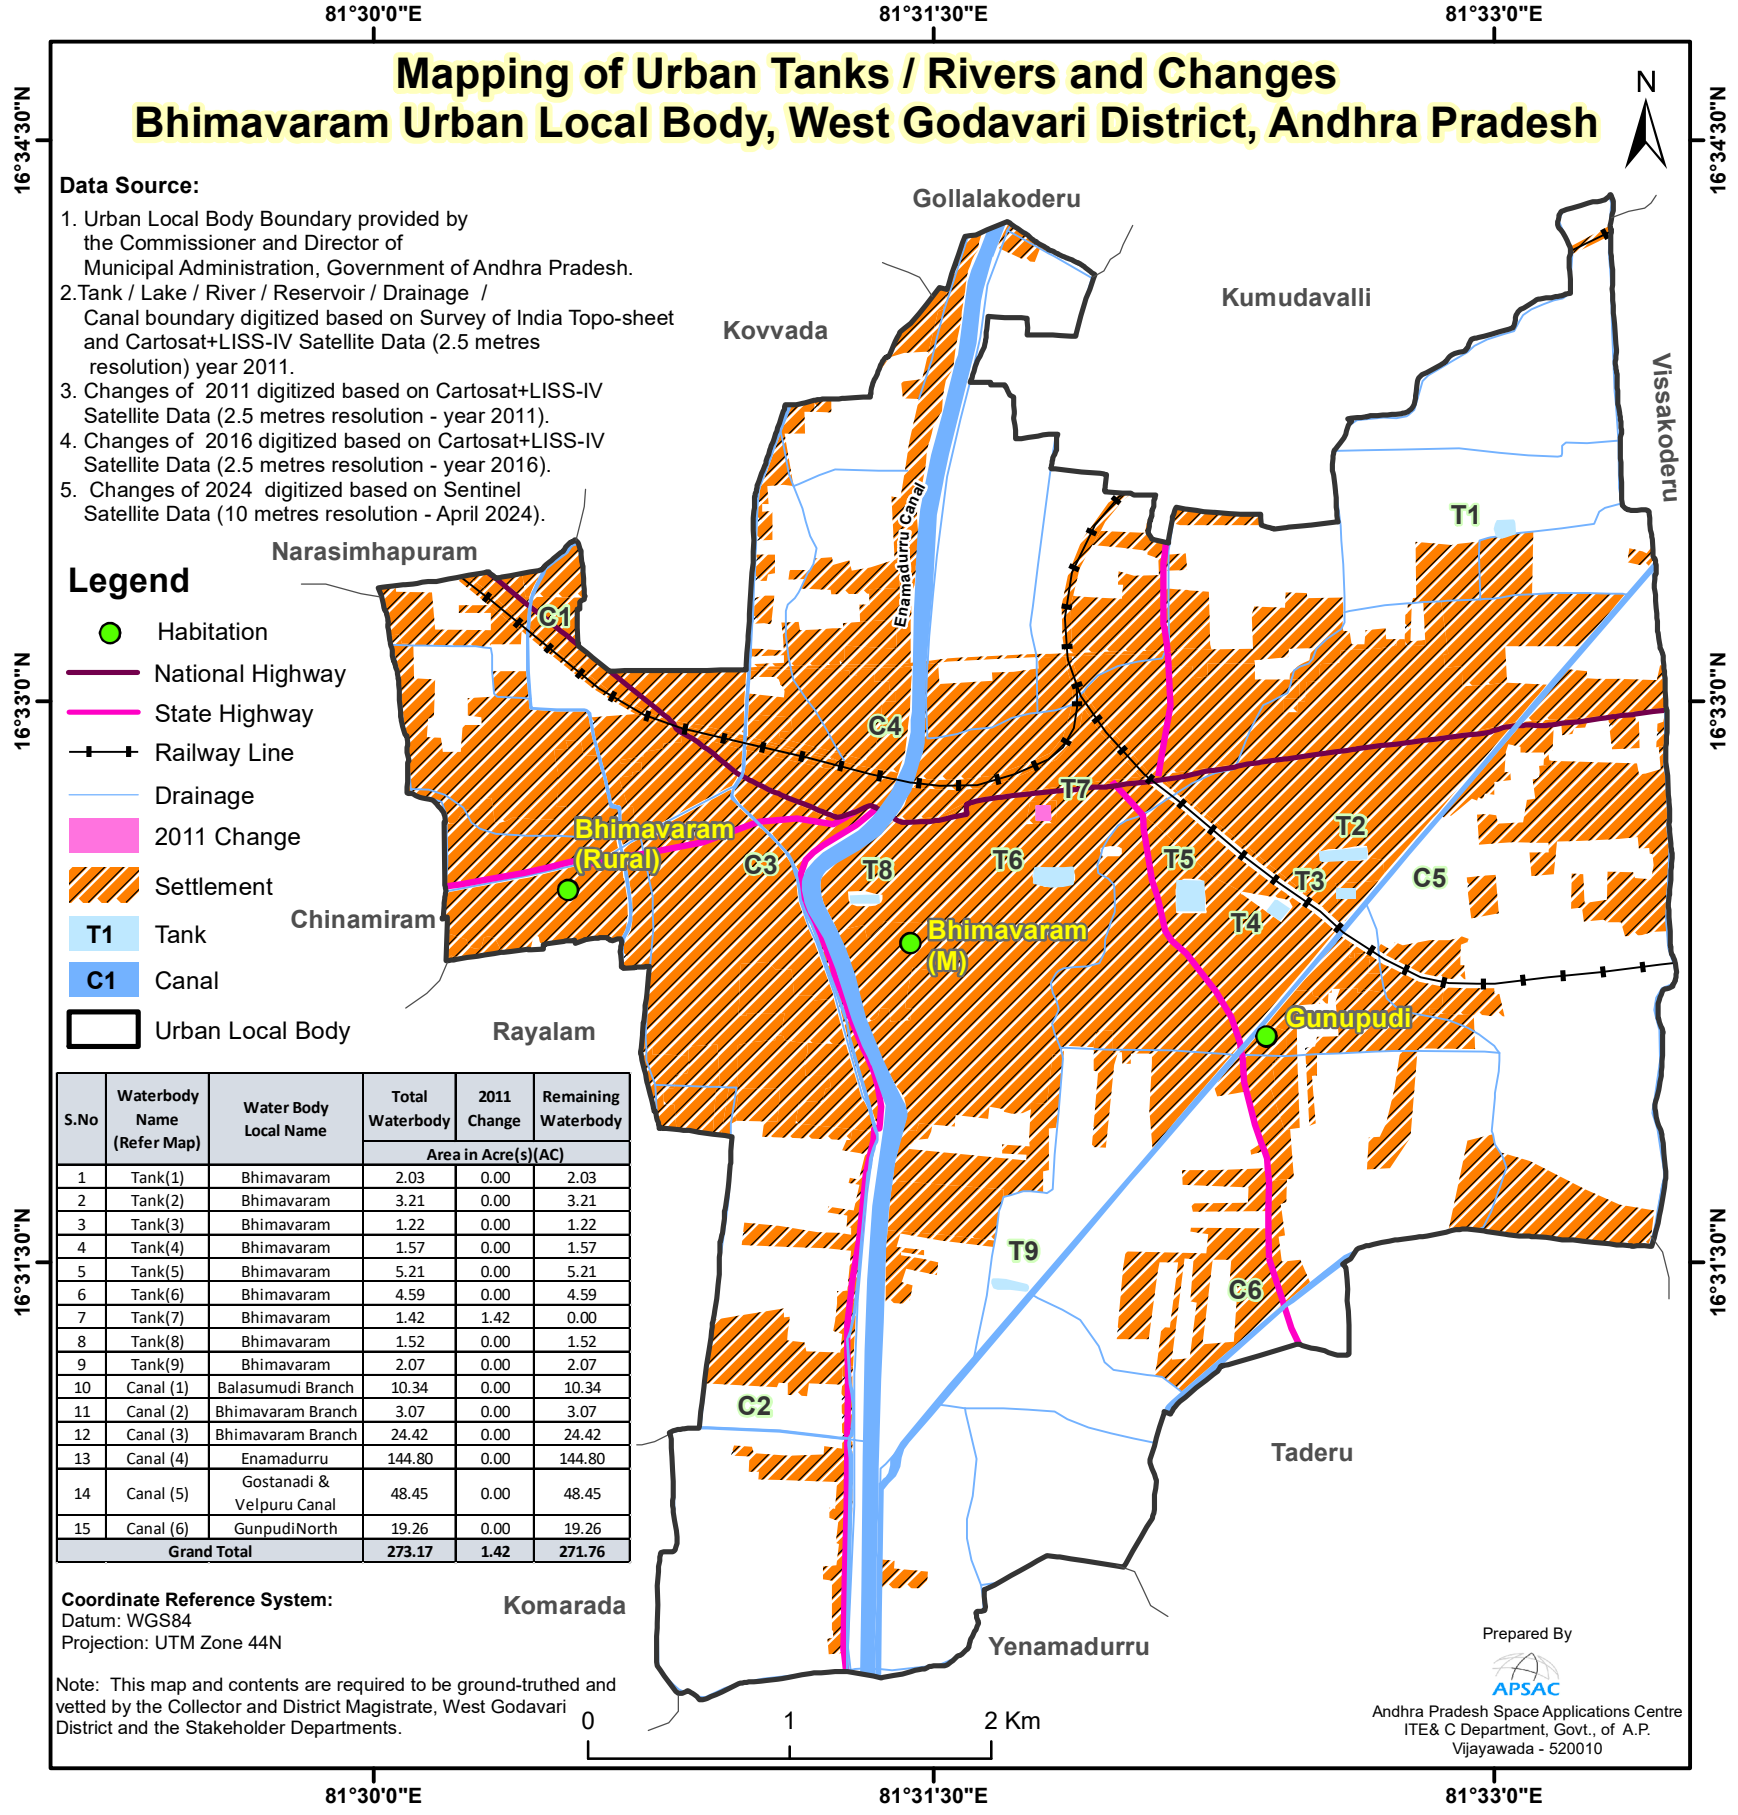 81°30'0"E 81°31'30"E 81°33'0"E
Mapping of Urban Tanks / Rivers and Changes
Bhimavaram Urban Local Body, West Godavari District, Andhra Pradesh
N
16°34'30"N 16°34'30"N
Data Source:
1. Urban Local Body Boundary provided by
the Commissioner and Director of
Municipal Administration, Government of Andhra Pradesh.
2.Tank / Lake / River / Reservoir / Drainage /
Canal boundary digitized based on Survey of India Topo-sheet
and Cartosat+LISS-IV Satellite Data (2.5 metres
resolution) year 2011.
3. Changes of 2011 digitized based on Cartosat+LISS-IV
Satellite Data (2.5 metres resolution - year 2011).
4. Changes of 2016 digitized based on Cartosat+LISS-IV
Satellite Data (2.5 metres resolution - year 2016).
5. Changes of 2024 digitized based on Sentinel
Satellite Data (10 metres resolution - April 2024).
Gollalakoderu
Kumudavalli
Kovvada
Vissakoderu
Narasimhapuram
Enamadurru Canal
T1
C1
C4
T7
T2
Bhimavaram
(Rural)
C3
T8
T6
T5
T3
C5
T4
Chinamiram
Bhimavaram
(M)
Gunupudi
Rayalam
T9
C6
C2
Taderu
Komarada
Yenamadurru
16°33'0"N 16°33'0"N
Legend
Habitation
National Highway
State Highway
Railway Line
Drainage
2011 Change
Settlement
T1 Tank
C1 Canal
Urban Local Body
S.No Waterbody Name (Refer Map) Water Body Local Name Total Waterbody 2011 Change Remaining Waterbody
Area in Acre(s)(AC)
1 Tank(1) Bhimavaram 2.03 0.00 2.03
2 Tank(2) Bhimavaram 3.21 0.00 3.21
3 Tank(3) Bhimavaram 1.22 0.00 1.22
4 Tank(4) Bhimavaram 1.57 0.00 1.57
5 Tank(5) Bhimavaram 5.21 0.00 5.21
6 Tank(6) Bhimavaram 4.59 0.00 4.59
7 Tank(7) Bhimavaram 1.42 1.42 0.00
8 Tank(8) Bhimavaram 1.52 0.00 1.52
9 Tank(9) Bhimavaram 2.07 0.00 2.07
10 Canal (1) Balasumudi Branch 10.34 0.00 10.34
11 Canal (2) Bhimavaram Branch 3.07 0.00 3.07
12 Canal (3) Bhimavaram Branch 24.42 0.00 24.42
13 Canal (4) Enamadurru 144.80 0.00 144.80
14 Canal (5) Gostanadi & Velpuru Canal 48.45 0.00 48.45
15 Canal (6) GunpudiNorth 19.26 0.00 19.26
Grand Total 273.17 1.42 271.76
16°31'30"N 16°31'30"N
Coordinate Reference System:
Datum: WGS84
Projection: UTM Zone 44N
Note: This map and contents are required to be ground-truthed and
vetted by the Collector and District Magistrate, West Godavari
District and the Stakeholder Departments.
0 1 2 Km
Prepared By
APSAC
Andhra Pradesh Space Applications Centre
ITE& C Department, Govt., of A.P.
Vijayawada - 520010
81°30'0"E 81°31'30"E 81°33'0"E